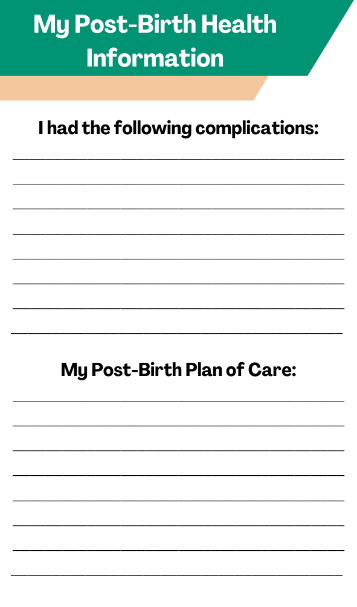 My Post-Birth Health
Information
I had the following complications:
My Post-Birth Plan of Care: